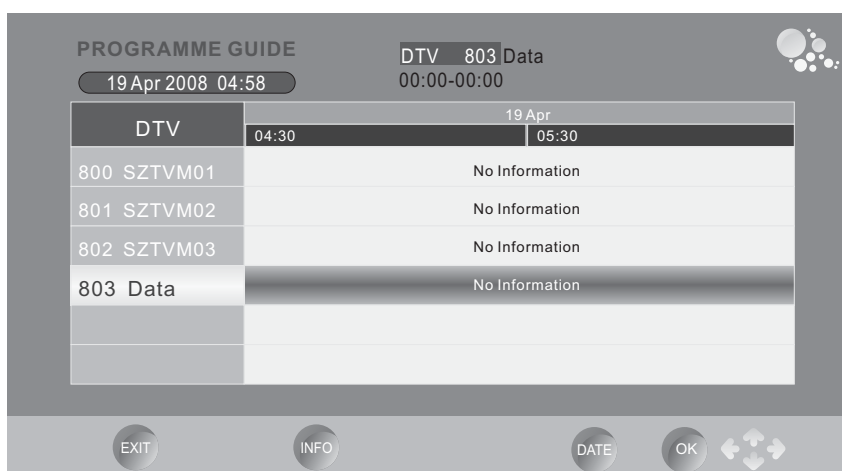 PROGRAMME GUIDE
DTV 803 Data
19 Apr 2008 04:58
00:00-00:00
DTV
19 Apr
04:30 05:30
800 SZTVM01 No Information
801 SZTVM02 No Information
802 SZTVM03 No Information
803 Data No Information
EXIT INFO DATE OK